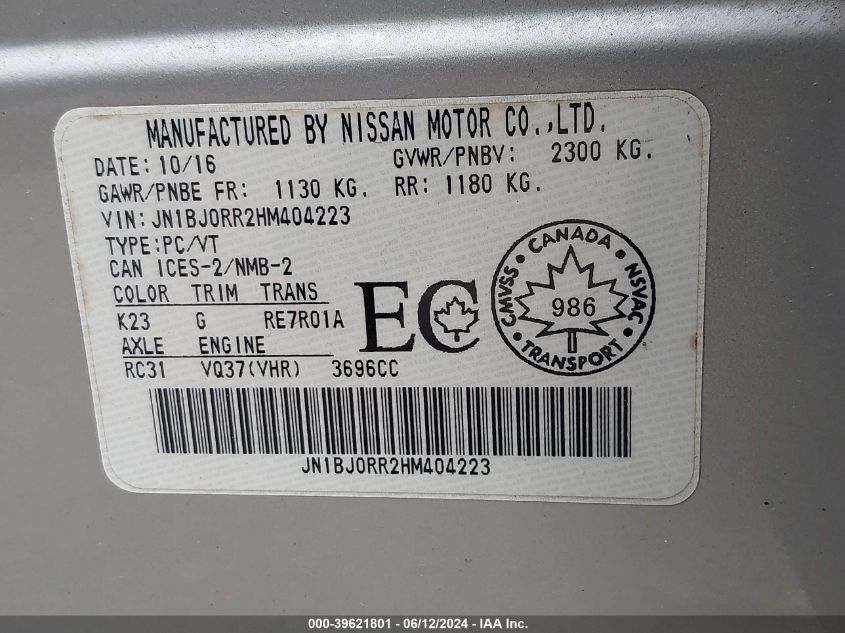 MANUFACTURED BY NISSAN MOTOR CO.,LTD.
DATE: 10/16 GVWR/PNBV: 2300 KG.
GAWR/PNBE FR: 1130 KG. RR: 1180 KG.
VIN: JN1BJ0RR2HM404223
TYPE:PC/VT
CAN ICES-2/NMB-2
COLOR TRIM TRANS
K23 G RE7R01A
AXLE ENGINE
RC31 VQ37(VHR) 3696CC
EC
CANADA
CMVSS
NSVAC
986
TRANSPORT
JN1BJ0RR2HM404223
000-39621801 - 06/12/2024 - IAA Inc.